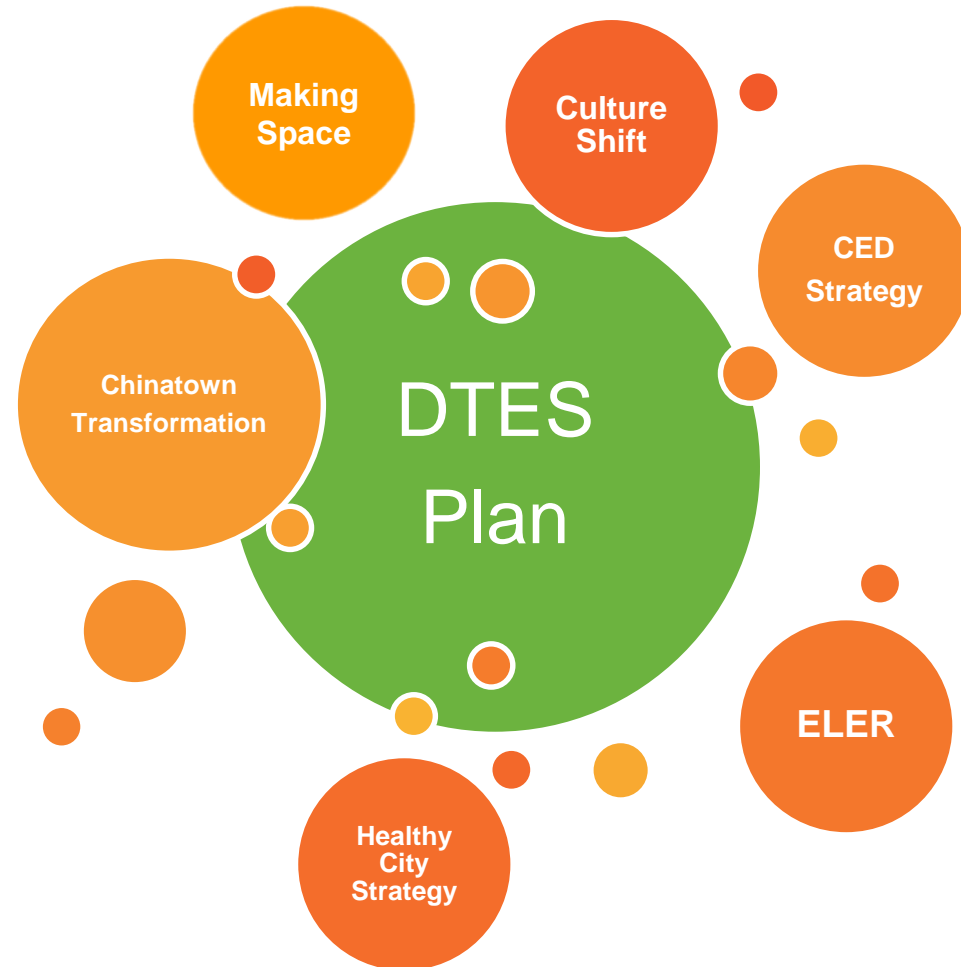 Making
Space
Culture
Shift
CED
Strategy
Chinatown
Transformation
DTES
Plan
ELER
Healthy
City
Strategy